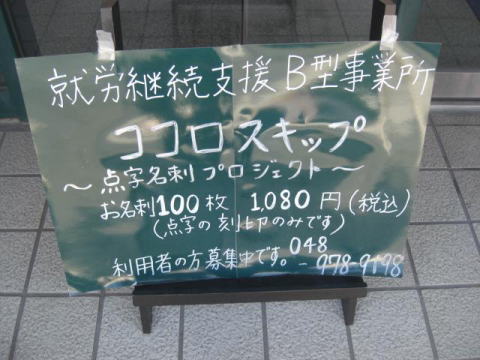 就労継続支援B型事業所
ココロスキップ
～点字名刺プロジェクト～
お名刺100枚 1,080円(税込)
(点字の刻印のみです)
利用者の方募集中です。048-978-9198